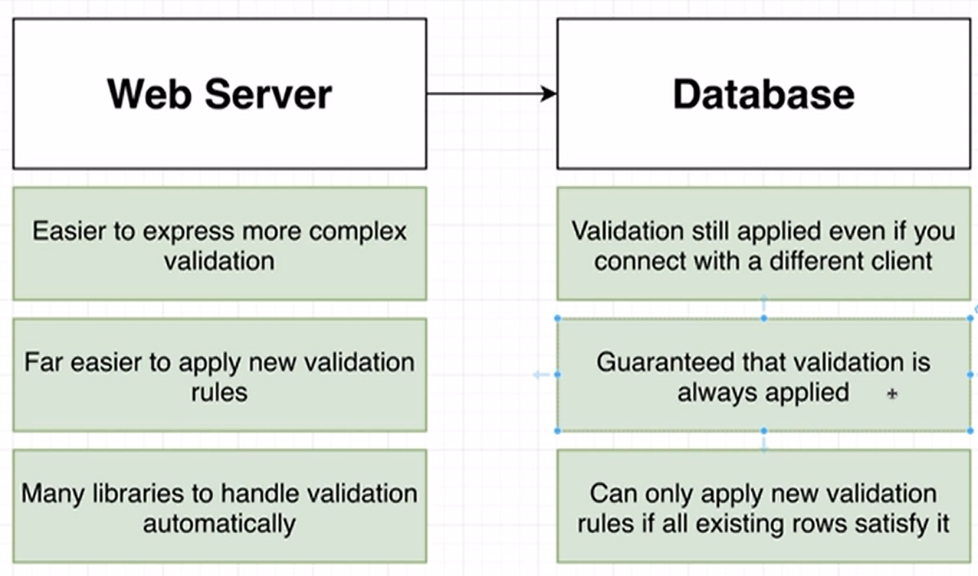 Web Server
Database
Easier to express more complex
validation
Validation still applied even if you
connect with a different client
Far easier to apply new validation
rules
Guaranteed that validation is
always applied
Many libraries to handle validation
automatically
Can only apply new validation
rules if all existing rows satisfy it